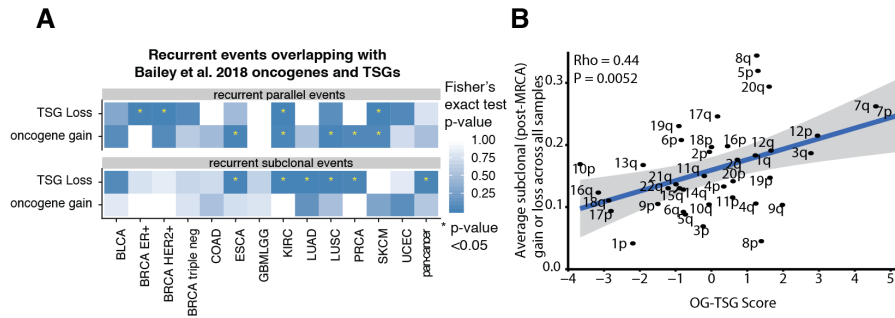 A
Recurrent events overlapping with
Bailey et al. 2018 oncogenes and TSGs
recurrent parallel events
TSG Loss
oncogene gain
recurrent subclonal events
TSG Loss
oncogene gain
BLCA
BRCA ER+
BRCA HER2+
BRCA triple neg
COAD
ESCA
GBMLGG
KIRC
LUAD
LUSC
PRCA
SKCM
UCEC
pan-cancer
Fisher's
exact test
p-value
1.00
0.75
0.50
0.25
* p-value
<0.05
B
Average subclonal (post-MRCA)
gain or loss across all samples
0.3
0.2
0.1
0.0
Rho = 0.44
P = 0.0052
8q
5p
20q
7q
7p
17q
19q
6p
18p
16p
12q
12p
2p
2q
1q
3q
10p
13q
11q
20p
19p
21q
16q
22q
15q
14q
4p
18q
17p
9p
6q
5q
10q
11p
4q
9q
3p
1p
8p
−4
−3
−2
−1
0
1
2
3
4
5
OG-TSG Score